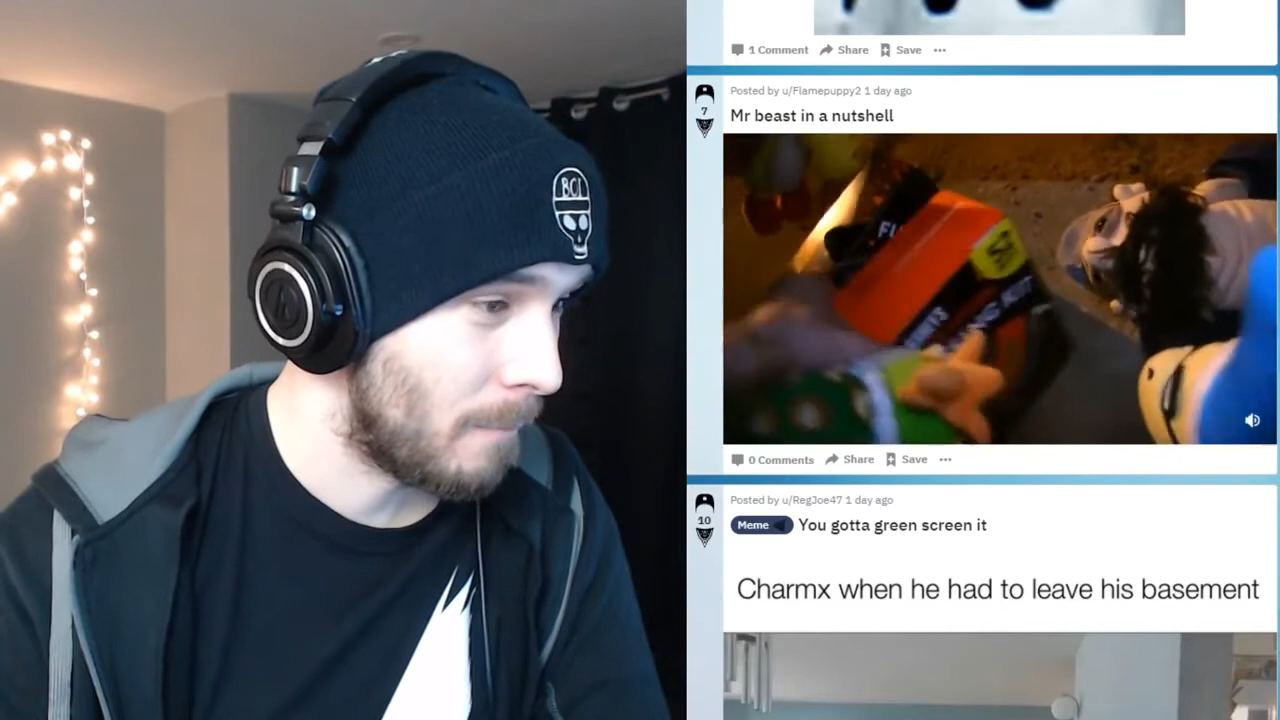 BCI
1 Comment Share Save
Posted by u/Flamepuppy2 1 day ago
7
Mr beast in a nutshell
0 Comments Share Save
Posted by u/RegJoe47 1 day ago
10
Meme You gotta green screen it
Charmx when he had to leave his basement